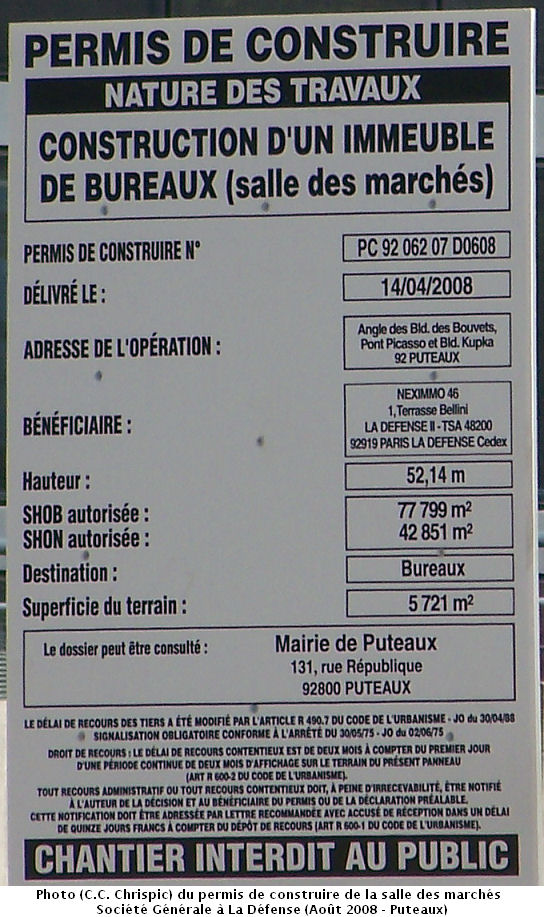 PERMIS DE CONSTRUIRE
NATURE DES TRAVAUX
CONSTRUCTION D'UN IMMEUBLE
DE BUREAUX (salle des marchés)
PERMIS DE CONSTRUIRE N° PC 92 062 07 D0608
DÉLIVRÉ LE : 14/04/2008
ADRESSE DE L'OPÉRATION :
Angle des Bld. des Bouvets,
Pont Picasso et Bld. Kupka
92 PUTEAUX
BÉNÉFICIAIRE :
NEXIMMO 46
1, Terrasse Bellini
LA DEFENSE II - TSA 48200
92919 PARIS LA DEFENSE Cedex
Hauteur : 52,14 m
SHOB autorisée : 77 799 m²
SHON autorisée : 42 851 m²
Destination : Bureaux
Superficie du terrain : 5 721 m²
Le dossier peut être consulté : Mairie de Puteaux
131, rue République
92800 PUTEAUX
LE DÉLAI DE RECOURS DES TIERS A ÉTÉ MODIFIÉ PAR L'ARTICLE R 490.7 DU CODE DE L'URBANISME - JO du 30/04/88
SIGNALISATION OBLIGATOIRE CONFORME À L'ARRÊTÉ DU 30/05/75 - JO du 02/06/75
DROIT DE RECOURS : LE DÉLAI DE RECOURS CONTENTIEUX EST DE DEUX MOIS À COMPTER DU PREMIER JOUR
D'UNE PÉRIODE CONTINUE DE DEUX MOIS D'AFFICHAGE SUR LE TERRAIN DU PRÉSENT PANNEAU
(ART R 600-2 DU CODE DE L'URBANISME).
TOUT RECOURS ADMINISTRATIF OU TOUT RECOURS CONTENTIEUX DOIT, À PEINE D'IRRECEVABILITÉ, ÊTRE NOTIFIÉ
À L'AUTEUR DE LA DÉCISION ET AU BÉNÉFICIAIRE DU PERMIS OU DE LA DÉCLARATION PRÉALABLE.
CETTE NOTIFICATION DOIT ÊTRE ADRESSÉE PAR LETTRE RECOMMANDÉE AVEC ACCUSÉ DE RÉCEPTION DANS UN DÉLAI
DE QUINZE JOURS FRANCS À COMPTER DU DÉPÔT DE RECOURS (ART R 600-1 DU CODE DE L'URBANISME).
CHANTIER INTERDIT AU PUBLIC
Photo (C.C. Chrispic) du permis de construire de la salle des marchés
Société Générale à La Défense (Août 2008 - Puteaux)